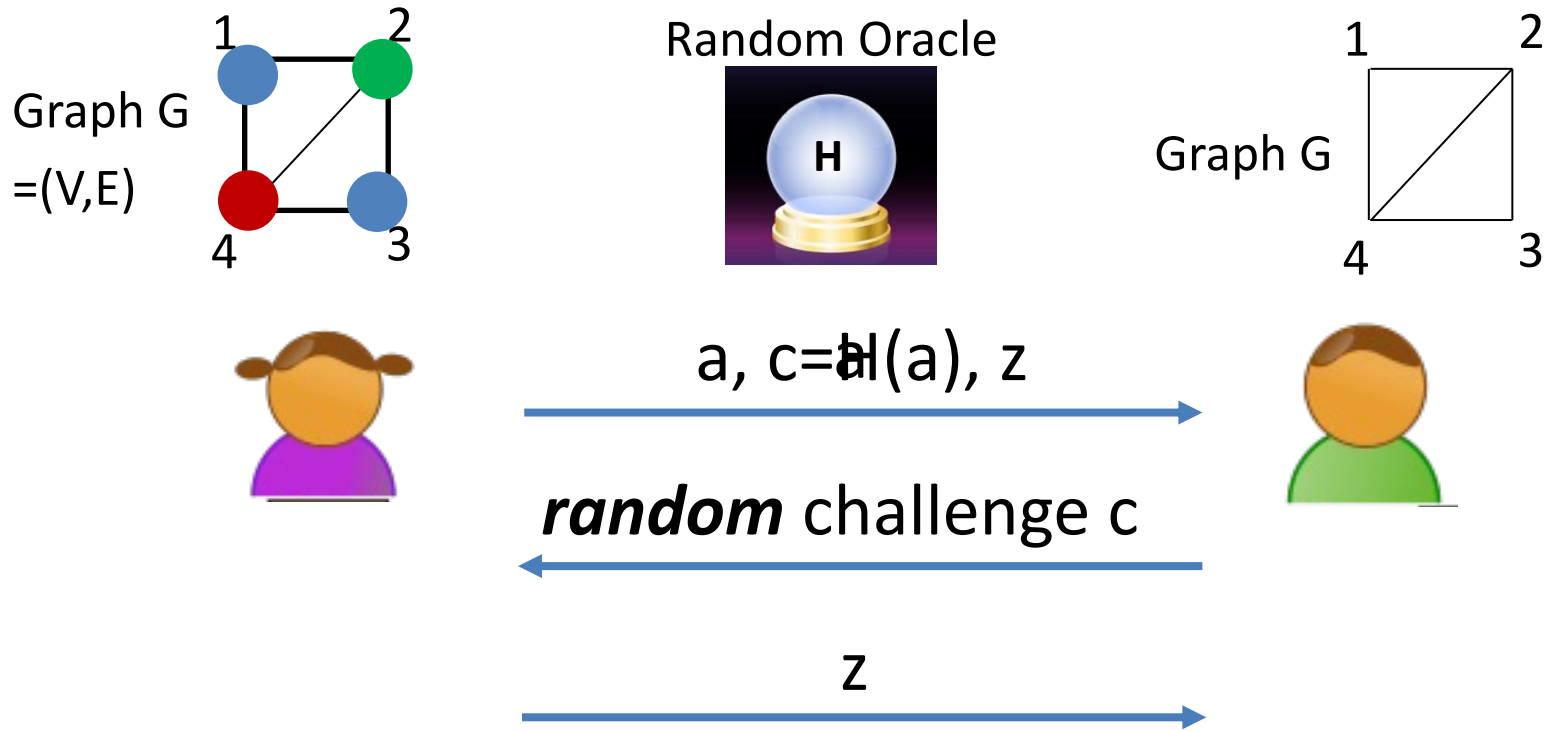 1
2
Graph G
=(V,E)
4
3
Random Oracle
H
1
2
Graph G
4
3
a, c=H(a), z
a
random challenge c
z